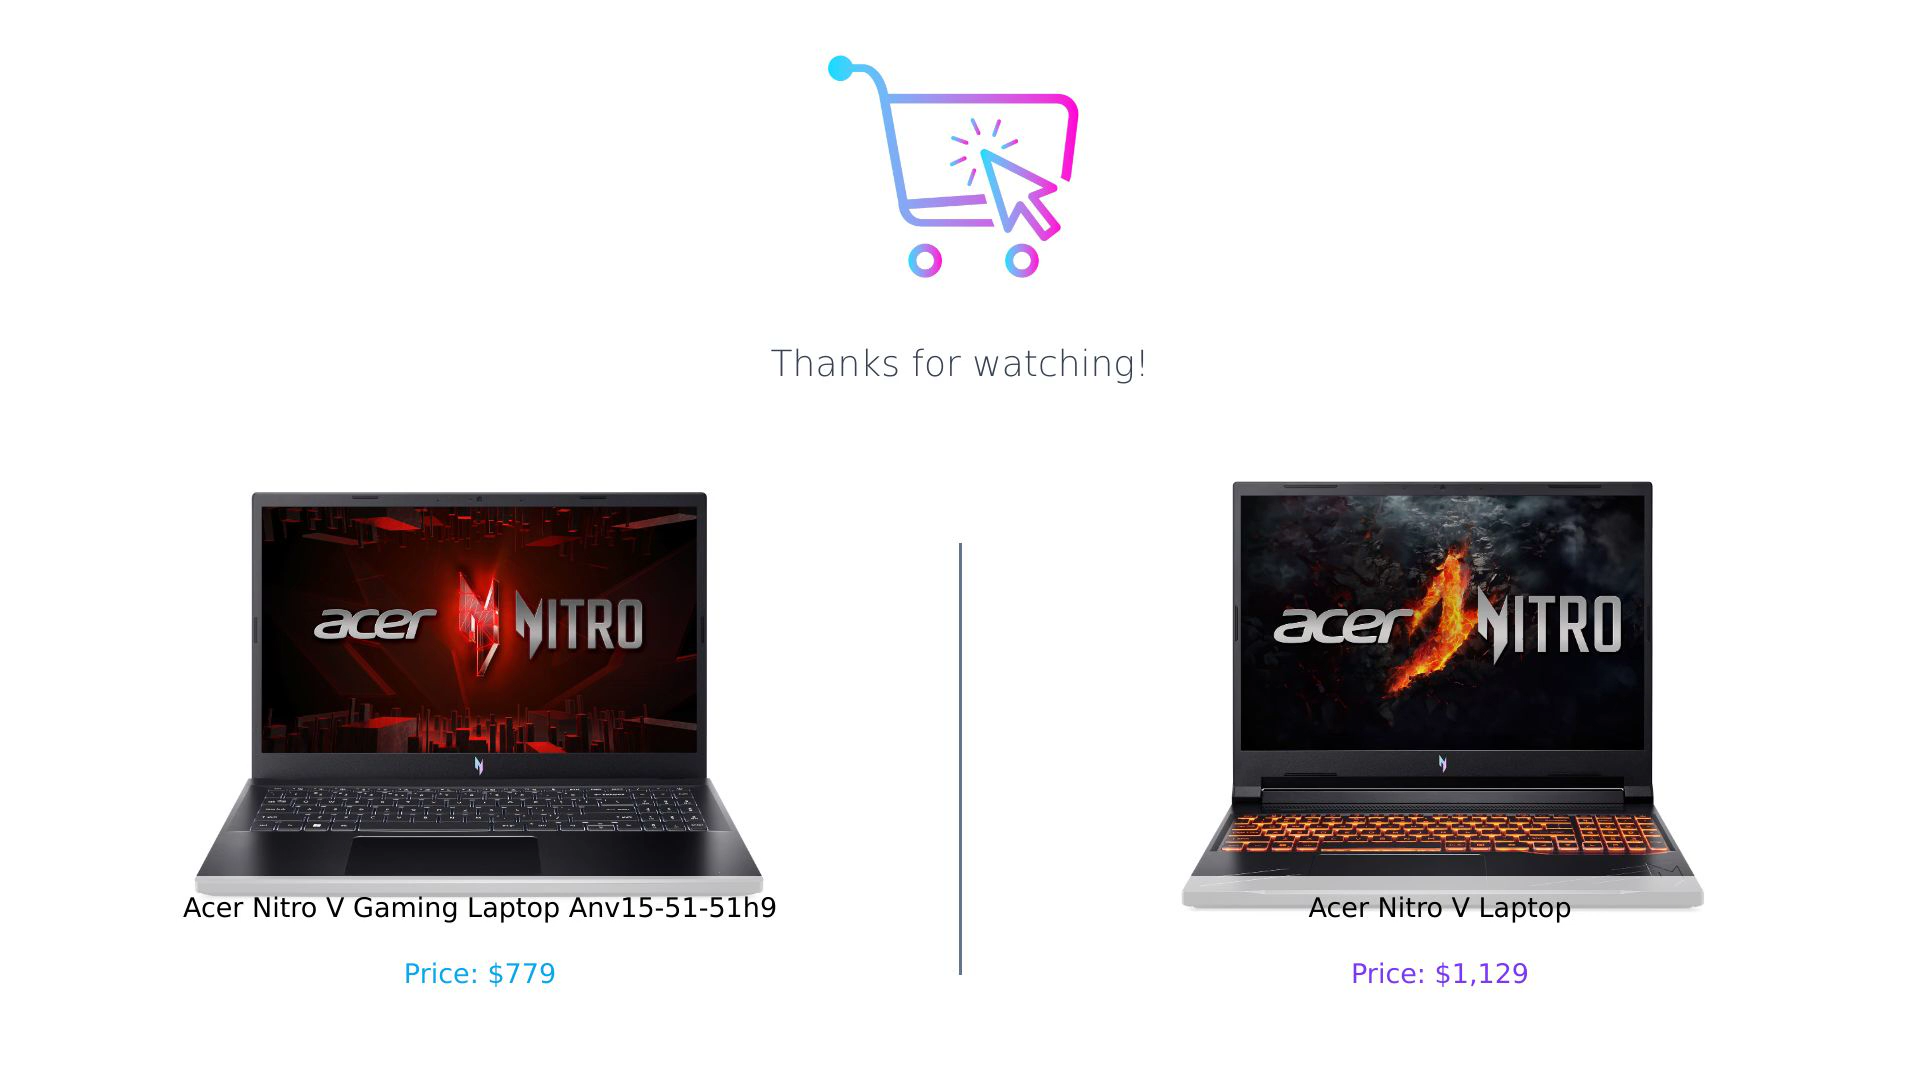 Thanks for watching!
acer NITRO
acer NITRO
Acer Nitro V Gaming Laptop Anv15-51-51h9
Acer Nitro V Laptop
Price: $779
Price: $1,129